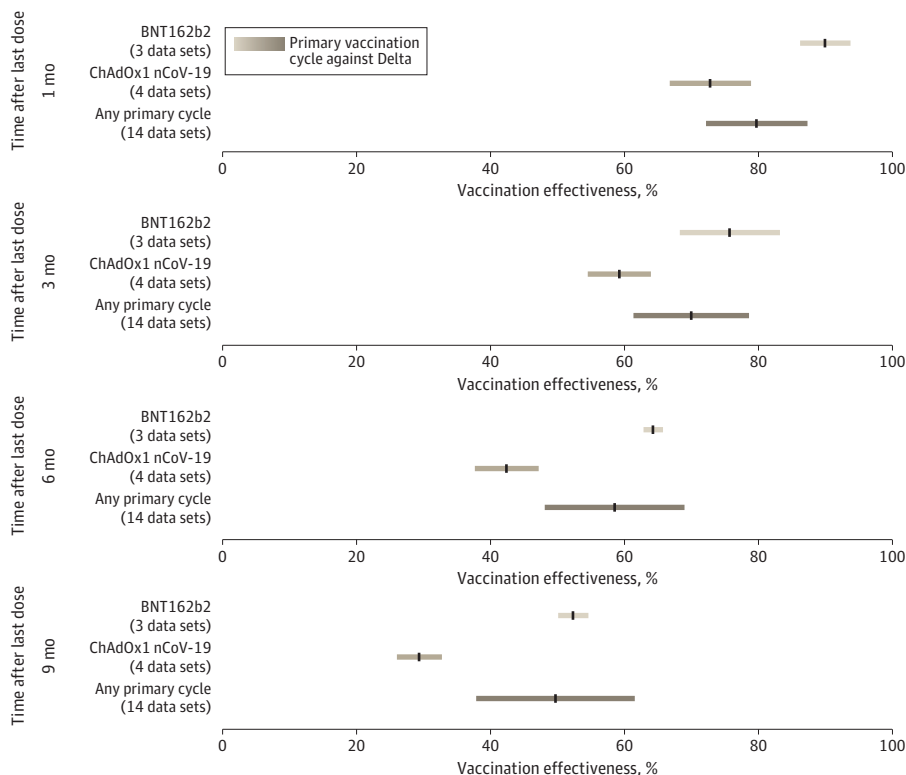 Primary vaccination
cycle against Delta
Time after last dose
1 mo
BNT162b2
(3 data sets)
ChAdOx1 nCoV-19
(4 data sets)
Any primary cycle
(14 data sets)
0 20 40 60 80 100
Vaccination effectiveness, %
Time after last dose
3 mo
BNT162b2
(3 data sets)
ChAdOx1 nCoV-19
(4 data sets)
Any primary cycle
(14 data sets)
0 20 40 60 80 100
Vaccination effectiveness, %
Time after last dose
6 mo
BNT162b2
(3 data sets)
ChAdOx1 nCoV-19
(4 data sets)
Any primary cycle
(14 data sets)
0 20 40 60 80 100
Vaccination effectiveness, %
Time after last dose
9 mo
BNT162b2
(3 data sets)
ChAdOx1 nCoV-19
(4 data sets)
Any primary cycle
(14 data sets)
0 20 40 60 80 100
Vaccination effectiveness, %